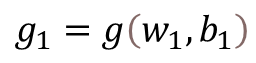 g₁ = g(w₁, b₁)